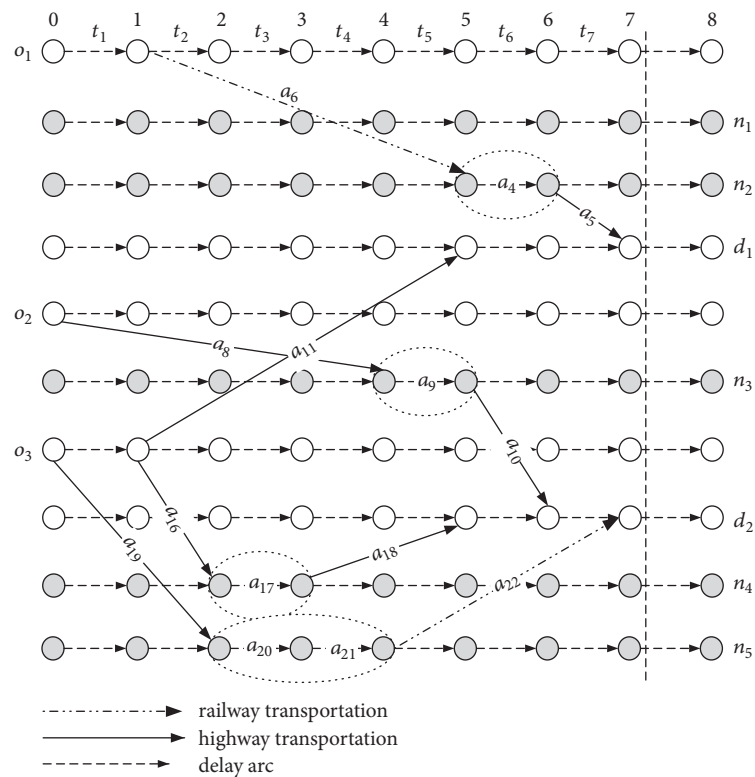 0 1 2 3 4 5 6 7 8
t1 t2 t3 t4 t5 t6 t7
o1
a6
n1
a4
n2
a5
d1
o2
a8
a11
a9
n3
o3
a10
a16
a19
d2
a18
a17
a22
n4
a20
a21
n5
railway transportation
highway transportation
delay arc